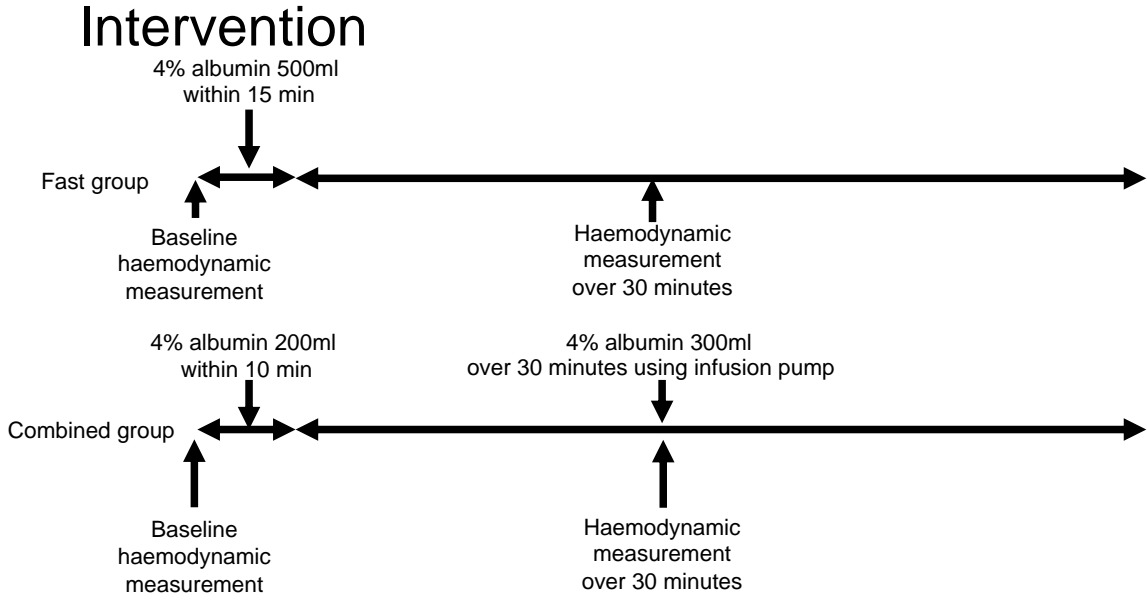 Intervention
4% albumin 500ml
within 15 min
Fast group
Baseline
haemodynamic
measurement
Haemodynamic
measurement
over 30 minutes
4% albumin 200ml
within 10 min
4% albumin 300ml
over 30 minutes using infusion pump
Combined group
Baseline
haemodynamic
measurement
Haemodynamic
measurement
over 30 minutes